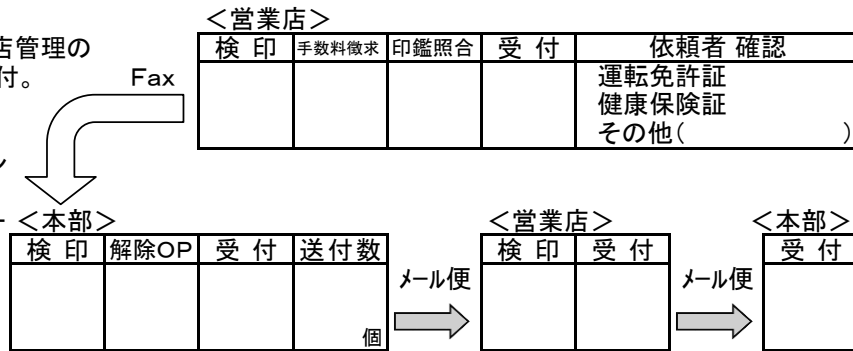 <営業店>
店管理の
付。
Fax
検 印 手数料徴求 印鑑照合 受 付 依頼者 確認
運転免許証
健康保険証
その他( )
<本部>
検 印 解除OP 受 付 送付数
個
メール便
<営業店>
検 印 受 付
メール便
<本部>
受 付